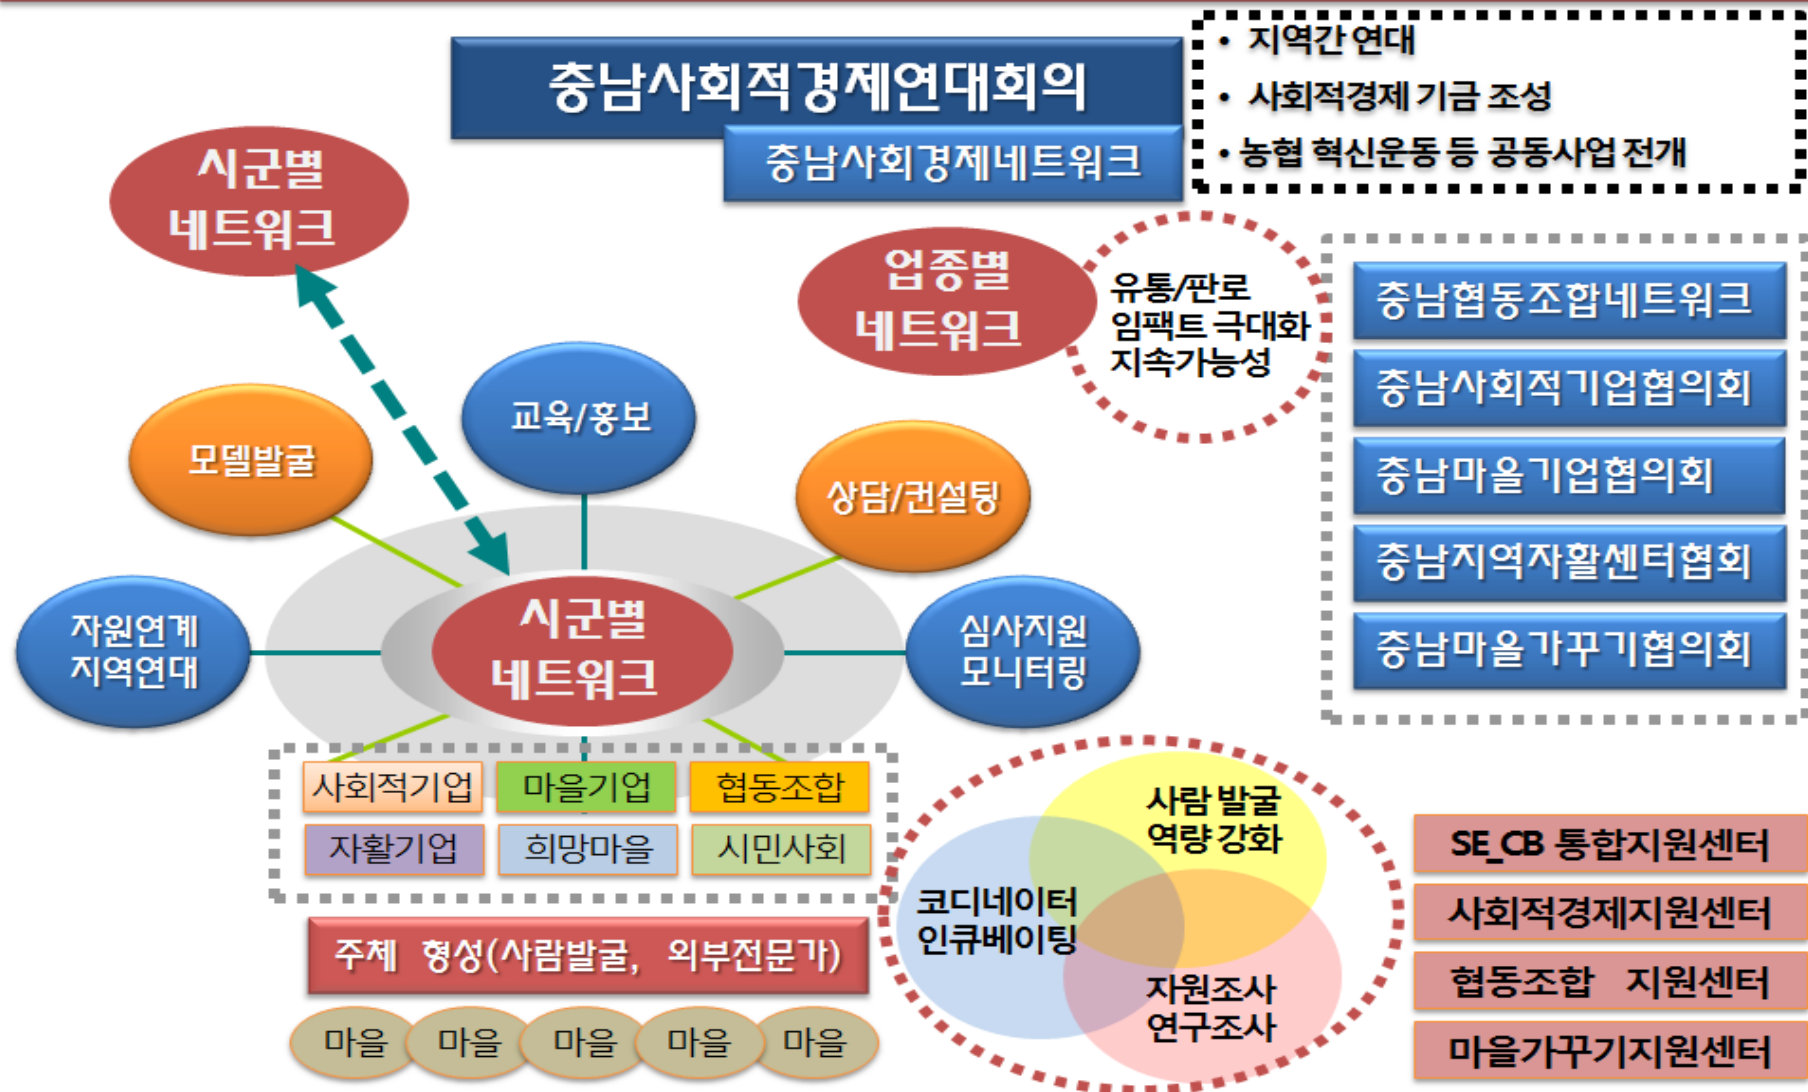 충남사회적경제연대회의
충남사회경제네트워크
• 지역간 연대
• 사회적경제 기금 조성
• 농협 혁신운동 등 공동사업 전개
시군별
네트워크
업종별
네트워크
유통/판로
임팩트 극대화
지속가능성
충남협동조합네트워크
충남사회적기업협의회
충남마을기업협의회
충남지역자활센터협회
충남마을가꾸기협의회
교육/홍보
모델발굴
상담/컨설팅
자원연계
지역연대
시군별
네트워크
심사지원
모니터링
사회적기업
마을기업
협동조합
자활기업
희망마을
시민사회
주체 형성(사람발굴, 외부전문가)
마을
마을
마을
마을
마을
사람 발굴
역량 강화
코디네이터
인큐베이팅
자원조사
연구조사
SE_CB 통합지원센터
사회적경제지원센터
협동조합 지원센터
마을가꾸기지원센터